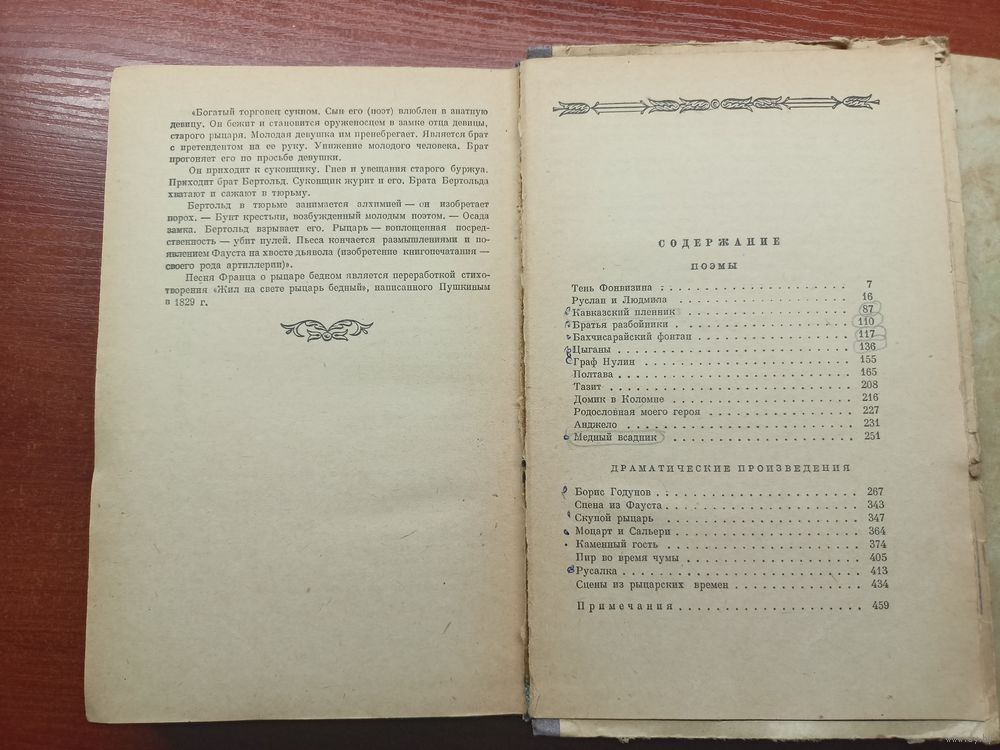 «Богатый торговец сукном. Сын его (поэт) влюблен в знатную
девицу. Он бежит и становится оруженосцем в замке отца девицы,
старого рыцаря. Молодая девушка им пренебрегает. Является брат
с претендентом на ее руку. Унижение молодого человека. Брат
прогоняет его по просьбе девушки.
Он приходит к суконщику. Гнев и увещания старого буржуа.
Приходит брат Бертольд. Суконщик журит и его. Брата Бертольда
хватают и сажают в тюрьму.
Бертольд в тюрьме занимается алхимией — он изобретает
порох. — Бунт крестьян, возбужденный молодым поэтом. — Осада
замка. Бертольд взрывает его. Рыцарь — воплощенная посред-
ственность — убит пулей. Пьеса кончается размышлениями и по-
явлением Фауста на хвосте дьявола (изобретение книгопечатания —
своего рода артиллерии)».
Песня Франца о рыцаре бедном является переработкой стихо-
творения «Жил на свете рыцарь бедный», написанного Пушкиным
в 1829 г.
СОДЕРЖАНИЕ
ПОЭМЫ
Тень Фонвизина 7
Руслан и Людмила 16
Кавказский пленник 87
Братья разбойники 110
Бахчисарайский фонтан 117
Цыганы 136
Граф Нулин 155
Полтава 165
Тазит 208
Домик в Коломне 216
Родословная моего героя 227
Анджело 231
Медный всадник 251
ДРАМАТИЧЕСКИЕ ПРОИЗВЕДЕНИЯ
Борис Годунов 267
Сцена из Фауста 343
Скупой рыцарь 347
Моцарт и Сальери 364
Каменный гость 374
Пир во время чумы 405
Русалка 413
Сцены из рыцарских времен 434
Примечания 459